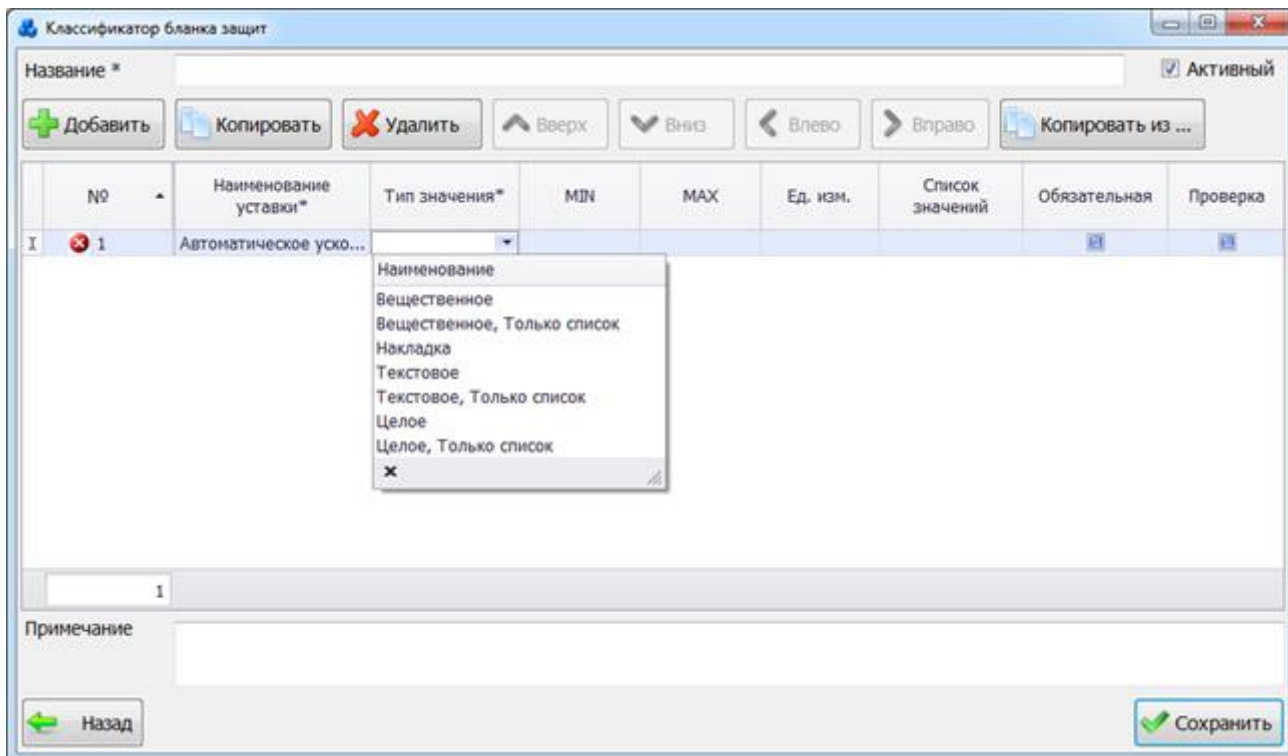 Классификатор бланка защит
Название *
Активный
Добавить
Копировать
Удалить
Вверх
Вниз
Влево
Вправо
Копировать из ...
№
Наименование
уставки*
Тип значения*
MIN
MAX
Ед. изм.
Список
значений
Обязательная
Проверка
1
Автоматическое уско...
Наименование
Вещественное
Вещественное, Только список
Накладка
Текстовое
Текстовое, Только список
Целое
Целое, Только список
1
Примечание
Назад
Сохранить